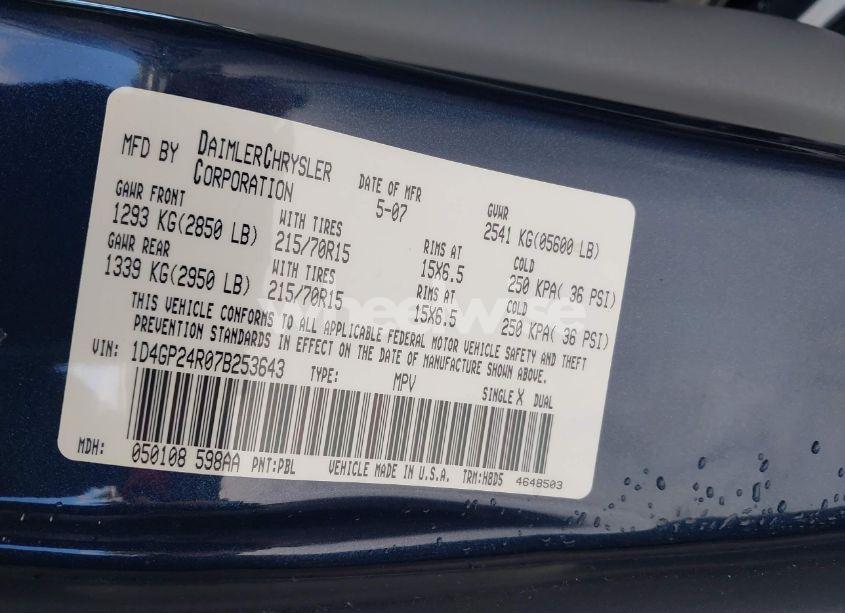 MFD BY DAIMLERCHRYSLER CORPORATION
DATE OF MFR 5-07
GVWR 2541 KG(05600 LB)
GAWR FRONT WITH TIRES RIMS AT COLD
1293 KG(2850 LB) 215/70R15 15X6.5 250 KPA( 36 PSI)
GAWR REAR WITH TIRES RIMS AT COLD
1339 KG(2950 LB) 215/70R15 15X6.5 250 KPA( 36 PSI)
THIS VEHICLE CONFORMS TO ALL APPLICABLE FEDERAL MOTOR VEHICLE SAFETY AND THEFT
PREVENTION STANDARDS IN EFFECT ON THE DATE OF MANUFACTURE SHOWN ABOVE.
VIN: 1D4GP24R07B253643 TYPE: MPV SINGLE X DUAL
MDH: 050108 598AA PNT:PBL VEHICLE MADE IN U.S.A. TRM:H8D5 4648503
wheelwise